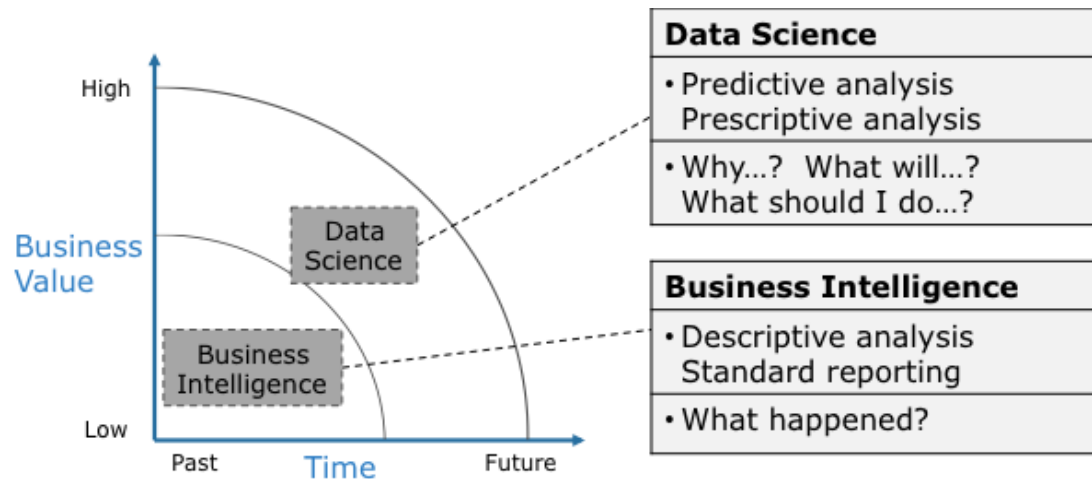 High
Business
Value
Low
Past
Time
Future
Data
Science
Business
Intelligence
Data Science
• Predictive analysis
Prescriptive analysis
• Why...? What will...?
What should I do...?
Business Intelligence
• Descriptive analysis
Standard reporting
• What happened?